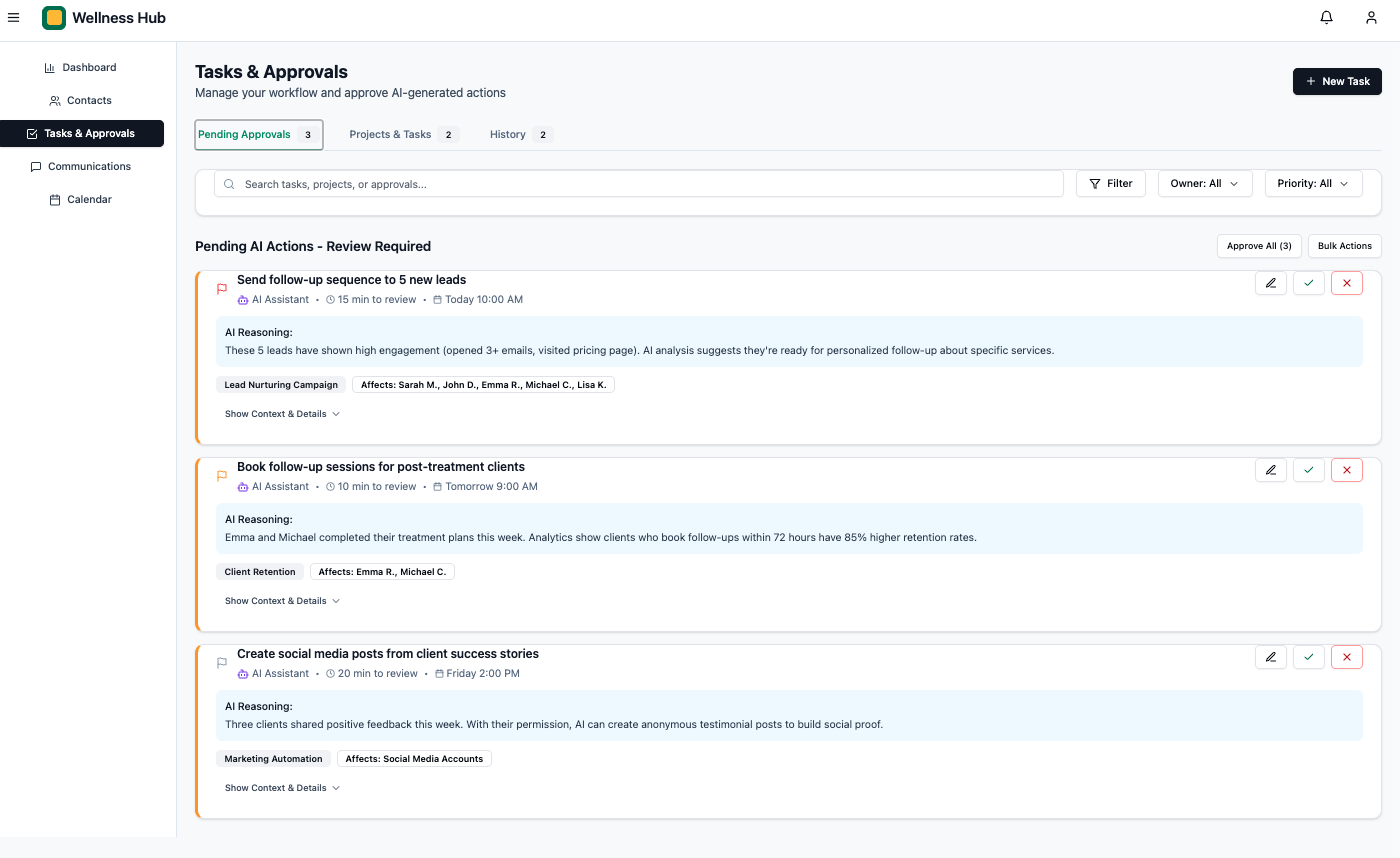 Wellness Hub
Dashboard
Contacts
Tasks & Approvals
Communications
Calendar
Tasks & Approvals
Manage your workflow and approve AI-generated actions
New Task
Pending Approvals 3
Projects & Tasks 2
History 2
Search tasks, projects, or approvals...
Filter
Owner: All
Priority: All
Pending AI Actions - Review Required
Approve All (3)
Bulk Actions
Send follow-up sequence to 5 new leads
AI Assistant • 15 min to review • Today 10:00 AM
AI Reasoning:
These 5 leads have shown high engagement (opened 3+ emails, visited pricing page). AI analysis suggests they're ready for personalized follow-up about specific services.
Lead Nurturing Campaign
Affects: Sarah M., John D., Emma R., Michael C., Lisa K.
Show Context & Details
Book follow-up sessions for post-treatment clients
AI Assistant • 10 min to review • Tomorrow 9:00 AM
AI Reasoning:
Emma and Michael completed their treatment plans this week. Analytics show clients who book follow-ups within 72 hours have 85% higher retention rates.
Client Retention
Affects: Emma R., Michael C.
Show Context & Details
Create social media posts from client success stories
AI Assistant • 20 min to review • Friday 2:00 PM
AI Reasoning:
Three clients shared positive feedback this week. With their permission, AI can create anonymous testimonial posts to build social proof.
Marketing Automation
Affects: Social Media Accounts
Show Context & Details